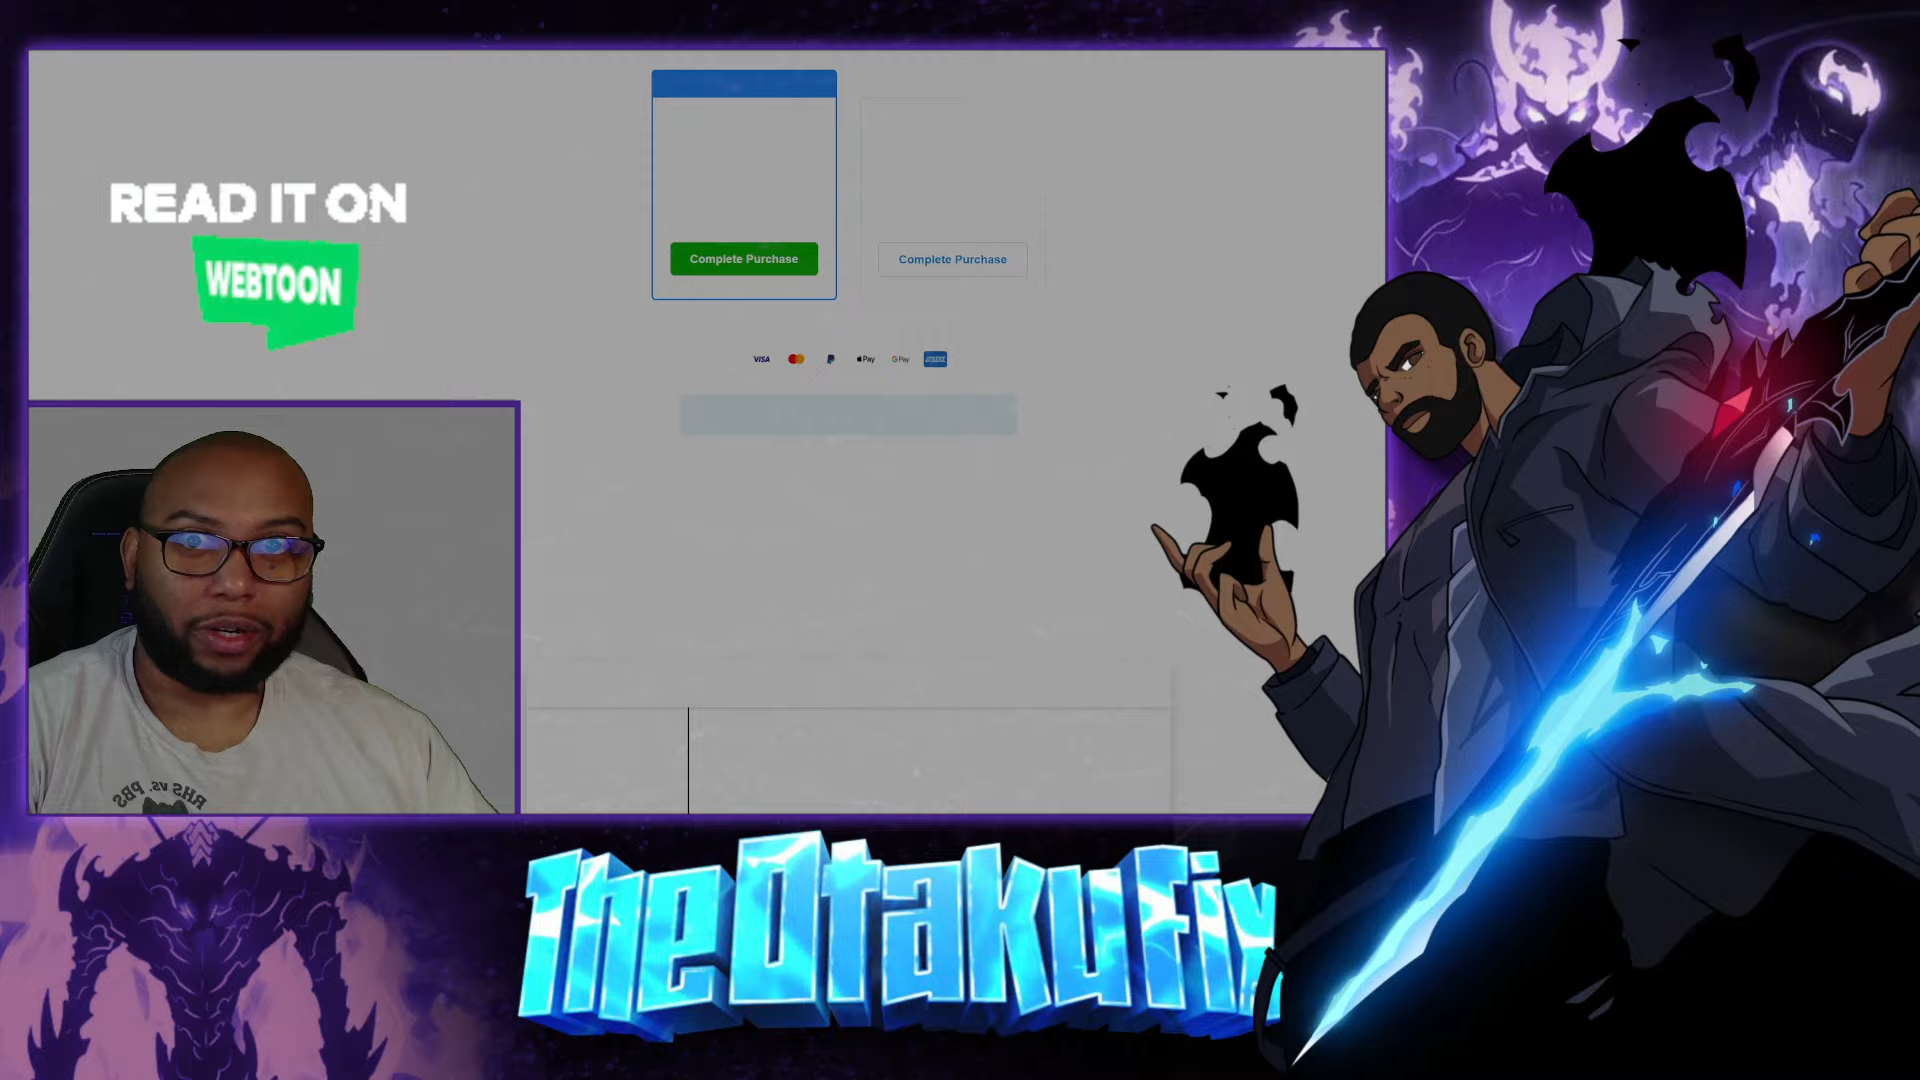 READ IT ON
WEBTOON
Complete Purchase
Complete Purchase
VISA
Pay
G Pay
RHS vs. PBS
TheOtakuFix